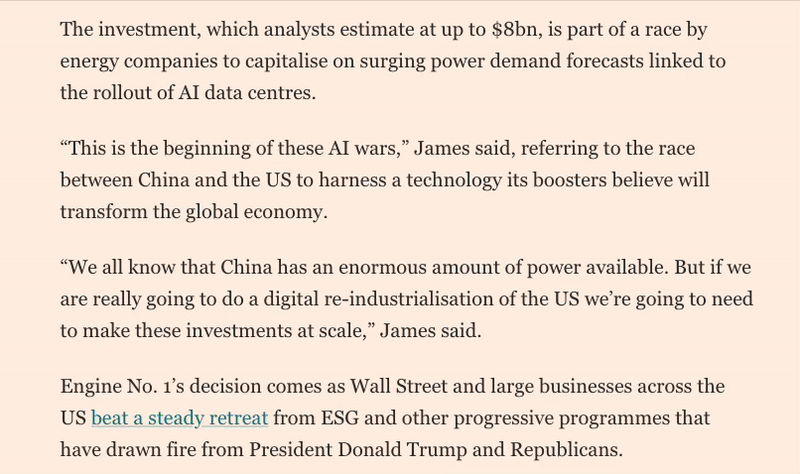 The investment, which analysts estimate at up to $8bn, is part of a race by
energy companies to capitalise on surging power demand forecasts linked to
the rollout of AI data centres.
“This is the beginning of these AI wars,” James said, referring to the race
between China and the US to harness a technology its boosters believe will
transform the global economy.
“We all know that China has an enormous amount of power available. But if we
are really going to do a digital re-industrialisation of the US we’re going to need
to make these investments at scale,” James said.
Engine No. 1’s decision comes as Wall Street and large businesses across the
US beat a steady retreat from ESG and other progressive programmes that
have drawn fire from President Donald Trump and Republicans.